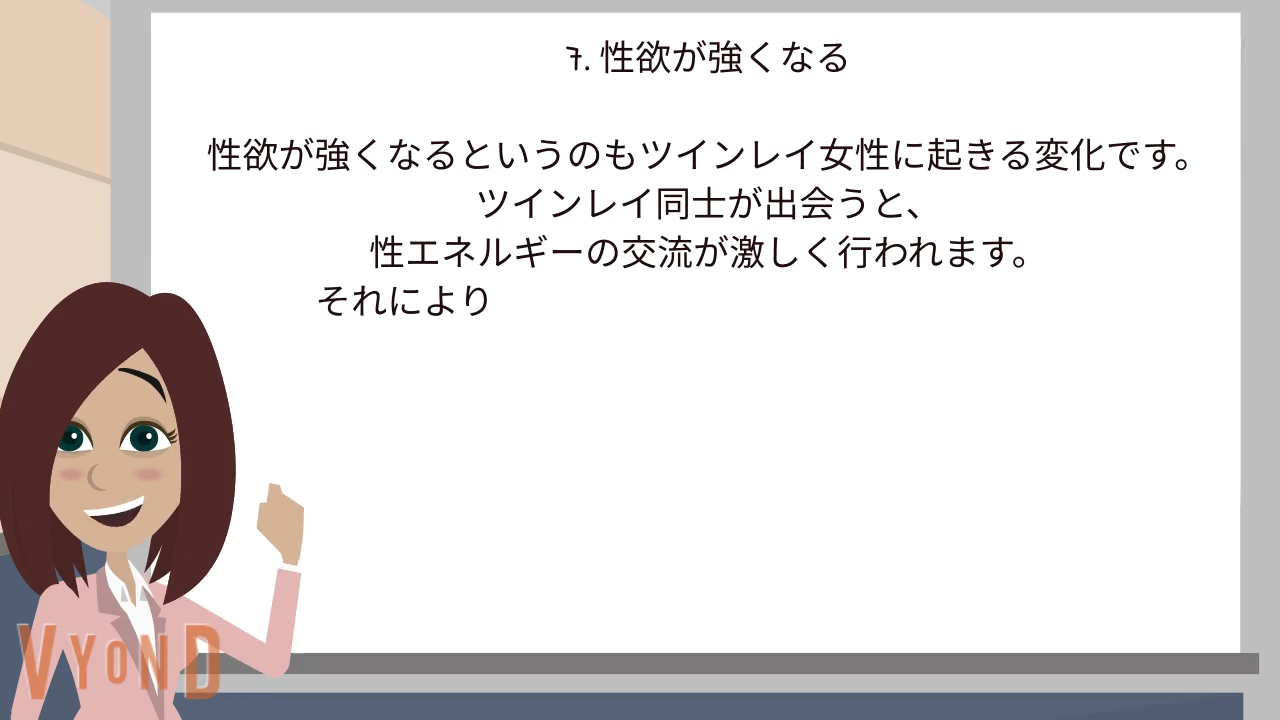 7. 性欲が強くなる
性欲が強くなるというのもツインレイ女性に起きる変化です。
ツインレイ同士が出会うと、
性エネルギーの交流が激しく行われます。
それにより
VYOND